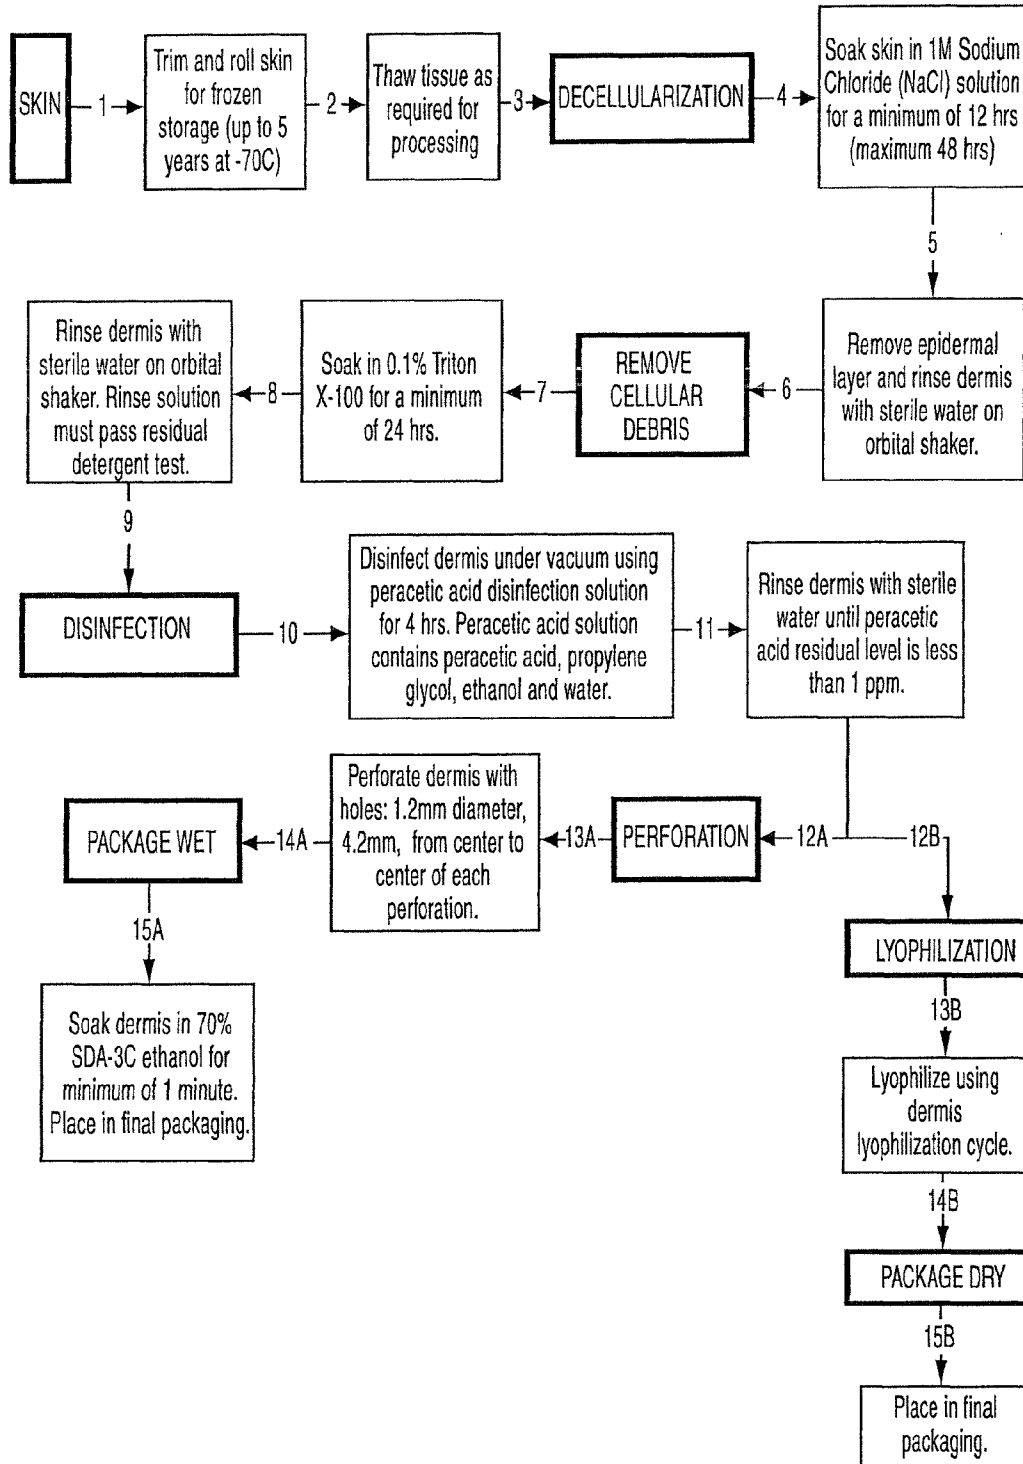 SKIN
1
Trim and roll skin
for frozen
storage (up to 5
years at -70C)
2
Thaw tissue as
required for
processing
3
DECELLULARIZATION
4
Soak skin in 1M Sodium
Chloride (NaCl) solution
for a minimum of 12 hrs
(maximum 48 hrs)
5
Remove epidermal
layer and rinse dermis
with sterile water on
orbital shaker.
6
REMOVE
CELLULAR
DEBRIS
7
Soak in 0.1% Triton
X-100 for a minimum
of 24 hrs.
8
Rinse dermis with
sterile water on orbital
shaker. Rinse solution
must pass residual
detergent test.
9
DISINFECTION
10
Disinfect dermis under vacuum using
peracetic acid disinfection solution
for 4 hrs. Peracetic acid solution
contains peracetic acid, propylene
glycol, ethanol and water.
11
Rinse dermis with sterile
water until peracetic
acid residual level is less
than 1 ppm.
12A
PERFORATION
13A
Perforate dermis with
holes: 1.2mm diameter,
4.2mm, from center to
center of each
perforation.
14A
PACKAGE WET
15A
Soak dermis in 70%
SDA-3C ethanol for
minimum of 1 minute.
Place in final packaging.
12B
LYOPHILIZATION
13B
Lyophilize using
dermis
lyophilization cycle.
14B
PACKAGE DRY
15B
Place in final
packaging.